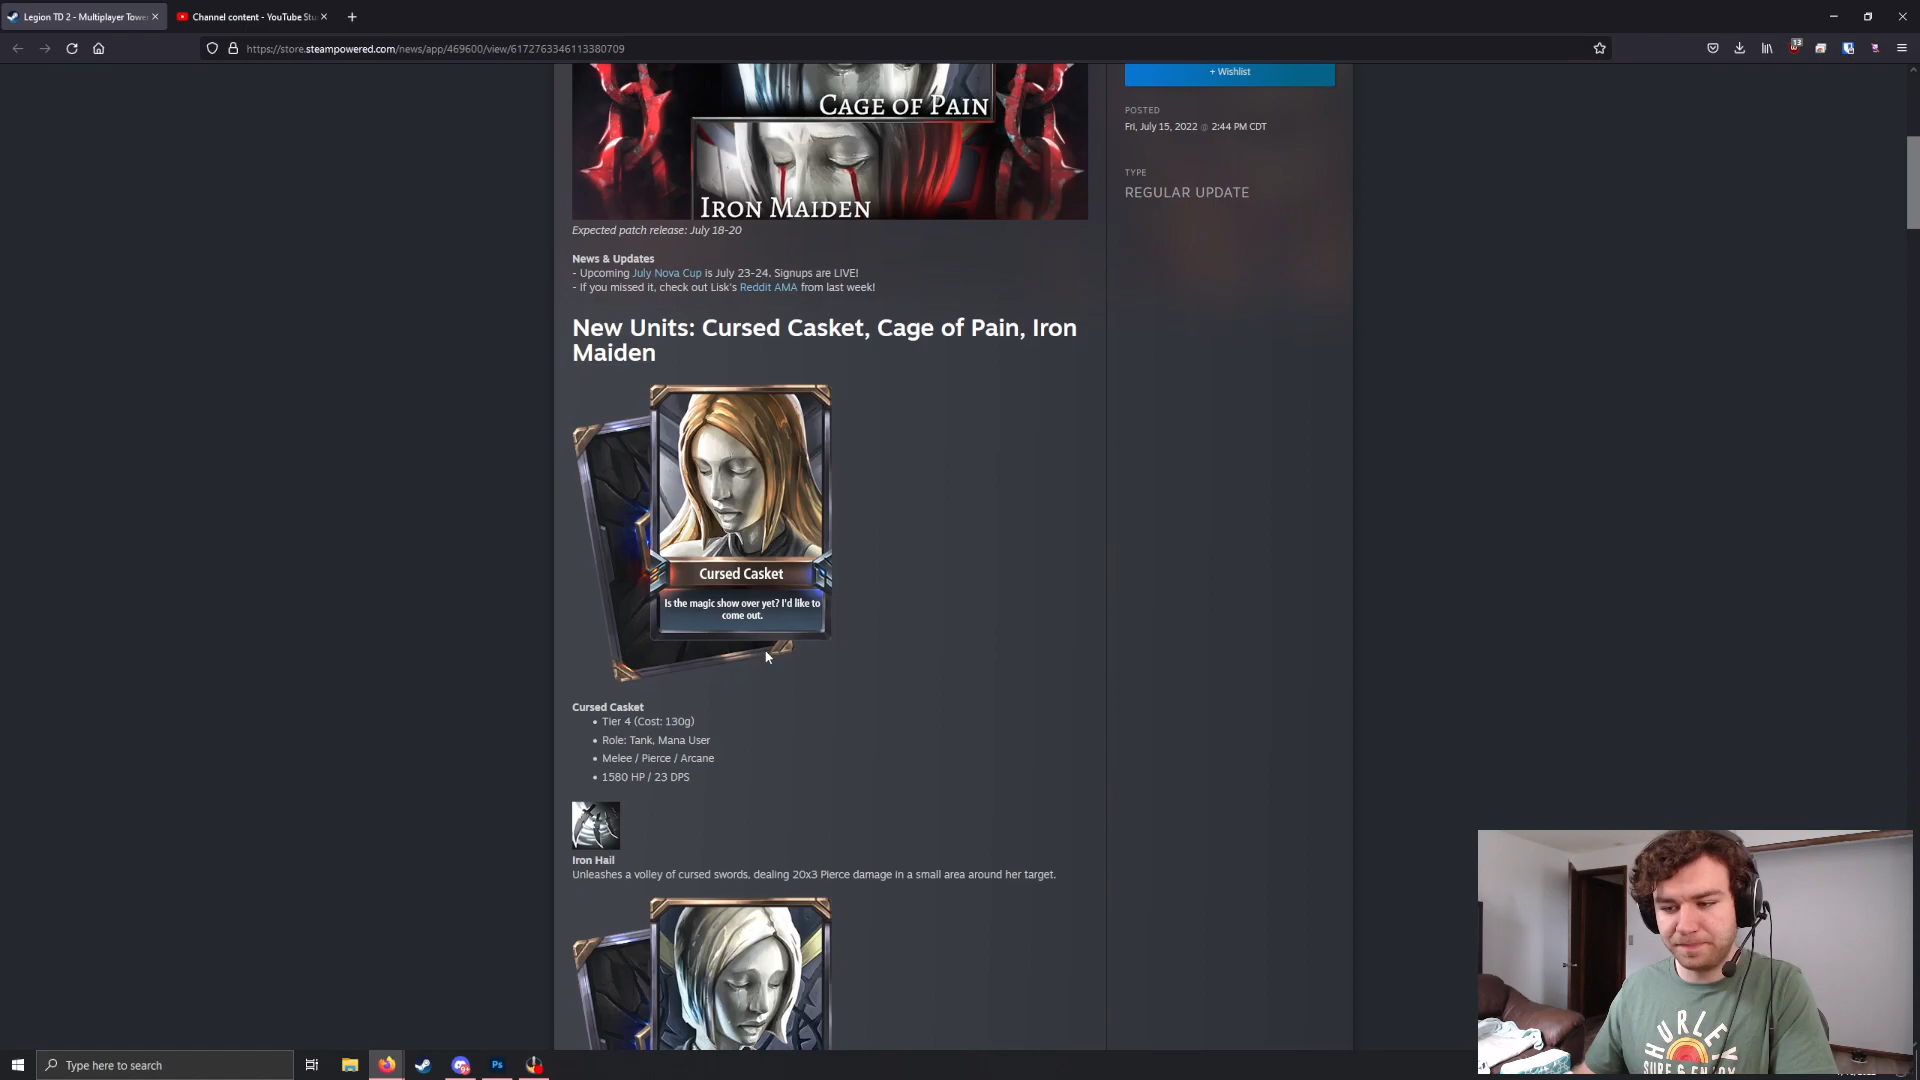 Legion TD 2 - Multiplayer Towe
Channel content - YouTube Stu
https://store.steampowered.com/news/app/469600/view/6172763346113380709
13
CAGE OF PAIN
IRON MAIDEN
+ Wishlist
POSTED
Fri, July 15, 2022 @ 2:44 PM CDT
TYPE
REGULAR UPDATE
Expected patch release: July 18-20
News & Updates
- Upcoming July Nova Cup is July 23-24. Signups are LIVE!
- If you missed it, check out Lisk's Reddit AMA from last week!
New Units: Cursed Casket, Cage of Pain, Iron
Maiden
Cursed Casket
Is the magic show over yet? I'd like to
come out.
Cursed Casket
• Tier 4 (Cost: 130g)
• Role: Tank, Mana User
• Melee / Pierce / Arcane
• 1580 HP / 23 DPS
Iron Hail
Unleashes a volley of cursed swords, dealing 20x3 Pierce damage in a small area around her target.
HURLEY
SURF & ENJOY
Type here to search
Ps